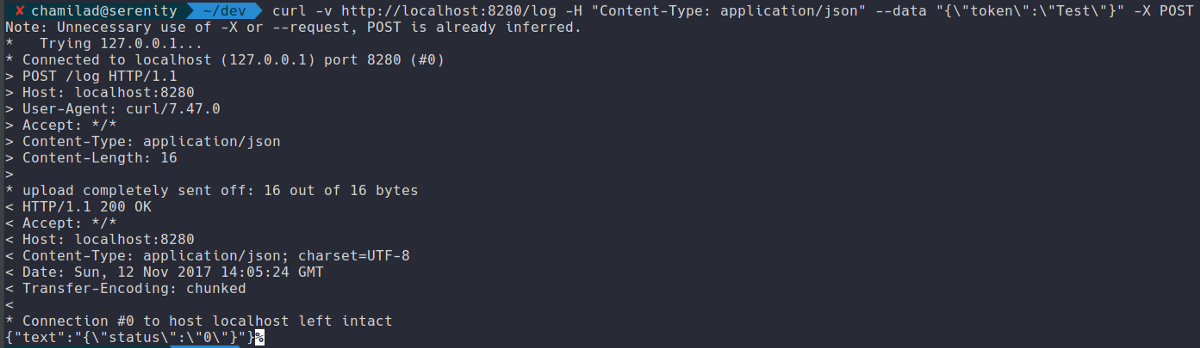 ✘ chamilad@serenity ~/dev curl -v http://localhost:8280/log -H "Content-Type: application/json" --data "{\"token\":\"Test\"}" -X POST
Note: Unnecessary use of -X or --request, POST is already inferred.
*   Trying 127.0.0.1...
* Connected to localhost (127.0.0.1) port 8280 (#0)
> POST /log HTTP/1.1
> Host: localhost:8280
> User-Agent: curl/7.47.0
> Accept: */*
> Content-Type: application/json
> Content-Length: 16
>
* upload completely sent off: 16 out of 16 bytes
< HTTP/1.1 200 OK
< Accept: */*
< Host: localhost:8280
< Content-Type: application/json; charset=UTF-8
< Date: Sun, 12 Nov 2017 14:05:24 GMT
< Transfer-Encoding: chunked
<
* Connection #0 to host localhost left intact
{"text":"{\"status\":\"0\"}"}%